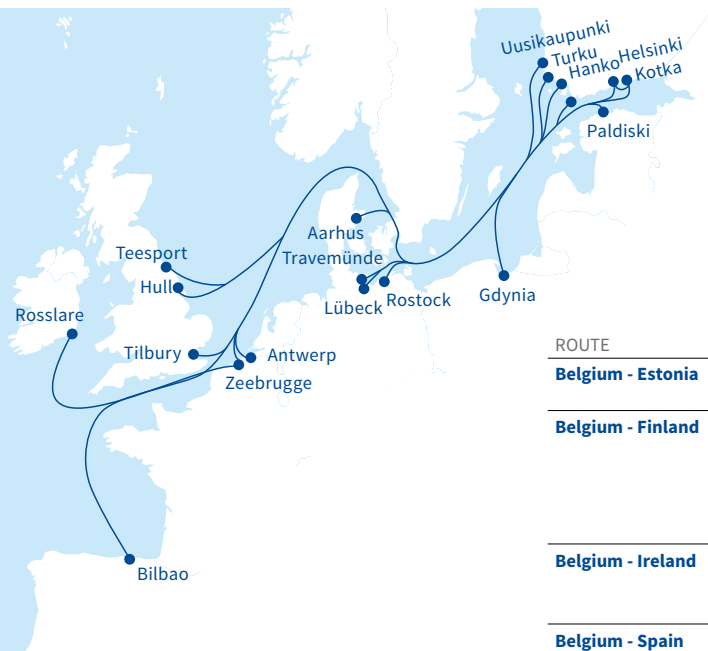 Uusikaupunki
Turku
Hanko
Helsinki
Kotka
Paldiski
Aarhus
Travemünde
Teesport
Hull
Lübeck
Rostock
Gdynia
Rosslare
Tilbury
Antwerp
Zeebrugge
Bilbao
ROUTE
Belgium - Estonia
Belgium - Finland
Belgium - Ireland
Belgium - Spain